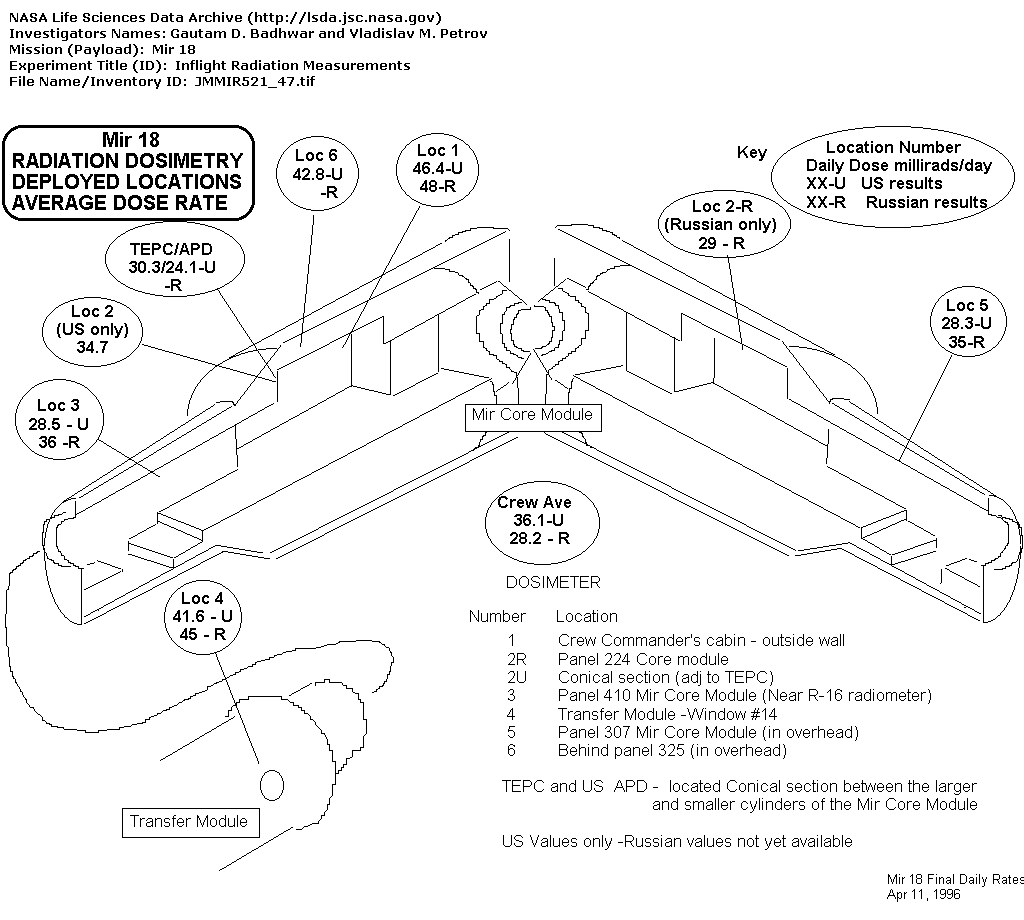 NASA Life Sciences Data Archive (http://lsda.jsc.nasa.gov)
Investigators Names: Gautam D. Badhwar and Vladislav M. Petrov
Mission (Payload): Mir 18
Experiment Title (ID): Inflight Radiation Measurements
File Name/Inventory ID: JMMIR521_47.tif
Mir 18
RADIATION DOSIMETRY
DEPLOYED LOCATIONS
AVERAGE DOSE RATE
Loc 6
42.8-U
-R
Loc 1
46.4-U
48-R
Key
Location Number
Daily Dose millirads/day
XX-U US results
XX-R Russian results
Loc 2-R
(Russian only)
29 - R
TEPC/APD
30.3/24.1-U
-R
Loc 2
(US only)
34.7
Loc 5
28.3-U
35-R
Loc 3
28.5 - U
36 -R
Mir Core Module
Crew Ave
36.1-U
28.2 - R
Loc 4
41.6 - U
45 - R
Transfer Module
DOSIMETER
Number Location
1 Crew Commander's cabin - outside wall
2R Panel 224 Core module
2U Conical section (adj to TEPC)
3 Panel 410 Mir Core Module (Near R-16 radiometer)
4 Transfer Module -Window #14
5 Panel 307 Mir Core Module (in overhead)
6 Behind panel 325 (in overhead)
TEPC and US APD - located Conical section between the larger
and smaller cylinders of the Mir Core Module
US Values only -Russian values not yet available
Mir 18 Final Daily Rates
Apr 11, 1996